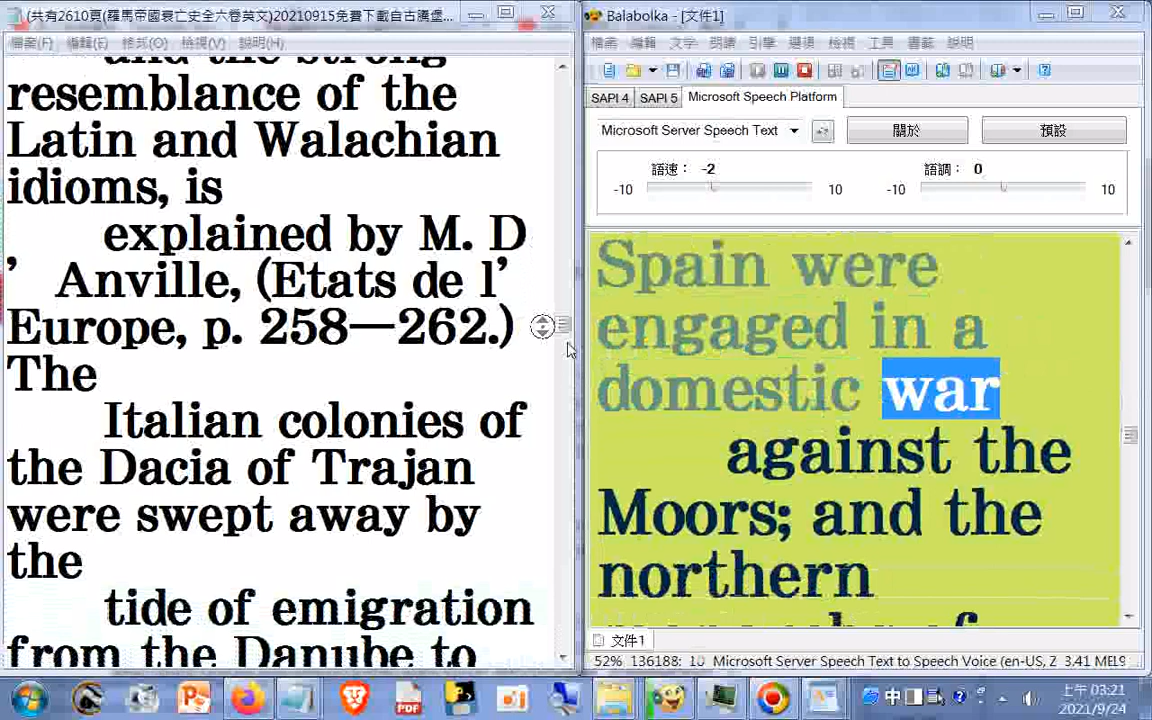 (共有2610頁(羅馬帝國衰亡史全六卷英文)20210915免費下載自古騰堡...
檔案(F) 編輯(E) 格式(O) 檢視(V) 說明(H)
and the strong
resemblance of the
Latin and Walachian
idioms, is
explained by M. D
’ Anville, (Etats de l’
Europe, p. 258—262.)
The
Italian colonies of
the Dacia of Trajan
were swept away by
the
tide of emigration
from the Danube to
Balabolka - [文件1]
檔案 編輯 文字 朗讀 引擎 選項 檢視 工具 書籤 說明
SAPI 4 SAPI 5 Microsoft Speech Platform
Microsoft Server Speech Text
關於 預設
語速： -2 語調： 0
-10 10 -10 10
Spain were
engaged in a
domestic war
against the
Moors; and the
northern
文件1
52% 136188: 10 Microsoft Server Speech Text to Speech Voice (en-US, Z 3.41 МЕ
中
上午 03:21
2021/9/24